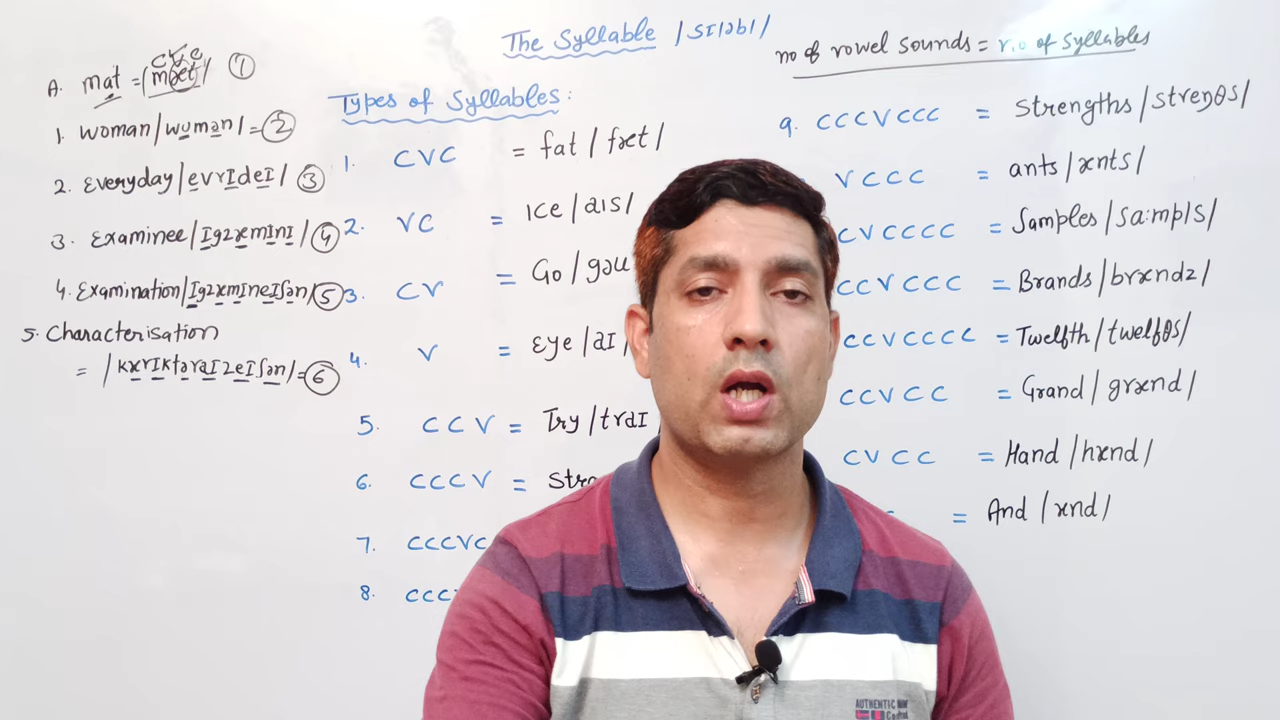 The Syllable /sɪləbl/
A. mat = /mæt/ ①
CVC
1. Woman /wʊmən/ = ②
2. Everyday /evrɪdeɪ/ ③
3. Examinee /ɪgzæmɪnɪ/ ④
4. Examination /ɪgzæmɪneɪʃən/ ⑤
5. Characterisation
= /kærɪktəraɪzeɪʃən/ = ⑥
Types of Syllables:
1. CVC = fat /fæt/
2. VC = Ice /aɪs/
3. CV = Go /gəʊ
4. V = Eye /aɪ/
5. CCV = Try /traɪ
6. CCCV =
7. CCCVC
8. CCC
no of vowel sounds = no of syllables
9. CCCVCCC = Strengths /streŋθs/
VCCC = ants /ænts/
CVCCCC = Samples /sa:mpls/
CCVCCC = Brands /brændz/
CCVCCCC = Twelfth /twelfθs/
CCVCC = Grand /grænd/
CVCC = Hand /hænd/
= And /ænd/
AUTHENTIC